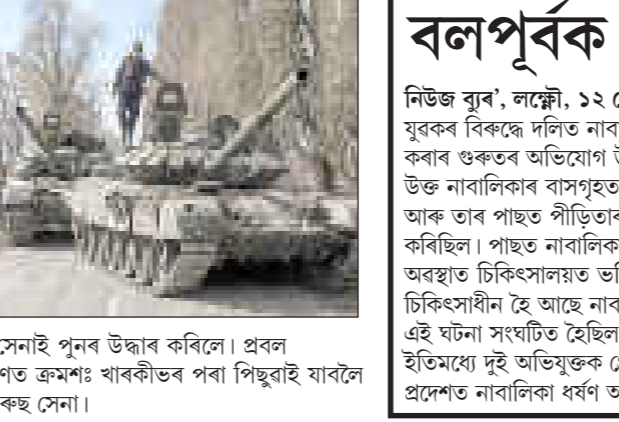 সেনাই পুনৰ উদ্ধাৰ কৰিলে। প্ৰবল
ণত ক্ৰমশঃ খাৰকীভৰ পৰা পিছুৱাই যাবলৈ
ৰুছ সেনা।
বলপূৰ্বক
নিউজ ব্যুৰ', লক্ষ্ণৌ, ১২
যুৱকৰ বিৰুদ্ধে দলিত নাবা
কৰাৰ গুৰুতৰ অভিযোগ
উক্ত নাবালিকাৰ বাসগৃহত
আৰু তাৰ পাছত পীড়িতাৰ
কৰিছিল। পাছত নাবালিক
অৱস্থাত চিকিৎসালয়ত ভৰ্
চিকিৎসাধীন হৈ আছে নাব
এই ঘটনা সংঘটিত হৈছিল
ইতিমধ্যে দুই অভিযুক্তক
প্ৰদেশত নাবালিকা ধৰ্ষণ অ